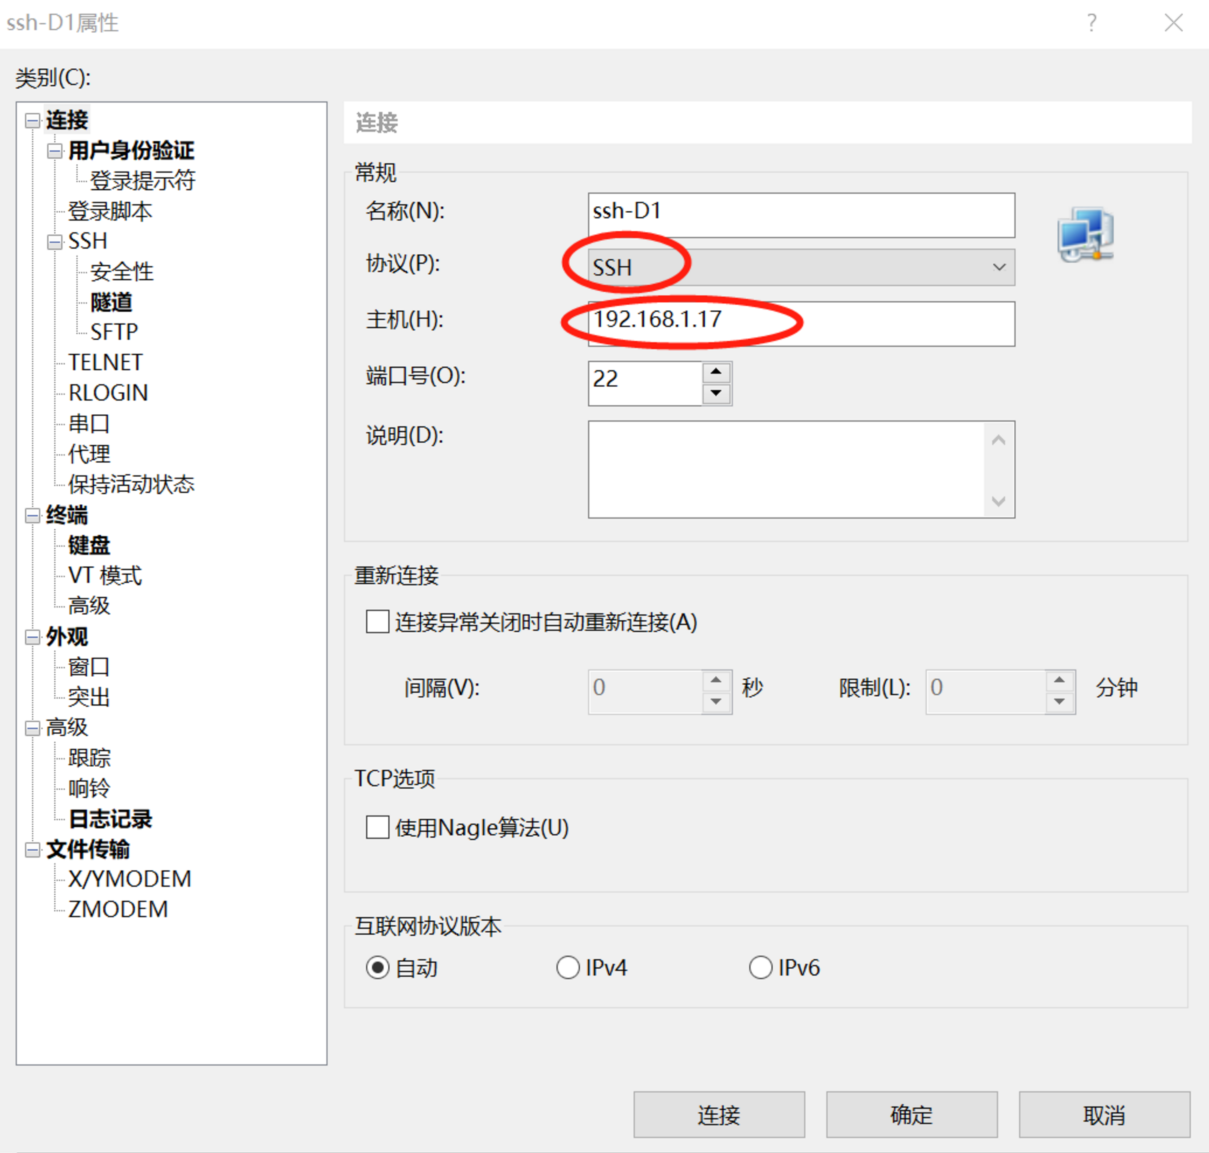 ssh-D1属性
类别(C):
连接
用户身份验证
登录提示符
登录脚本
SSH
安全性
隧道
SFTP
TELNET
RLOGIN
串口
代理
保持活动状态
终端
键盘
VT 模式
高级
外观
窗口
突出
高级
跟踪
响铃
日志记录
文件传输
X/YMODEM
ZMODEM
连接
常规
名称(N): ssh-D1
协议(P): SSH
主机(H): 192.168.1.17
端口号(O): 22
说明(D):
重新连接
连接异常关闭时自动重新连接(A)
间隔(V): 0 秒 限制(L): 0 分钟
TCP选项
使用Nagle算法(U)
互联网协议版本
自动 IPv4 IPv6
连接 确定 取消